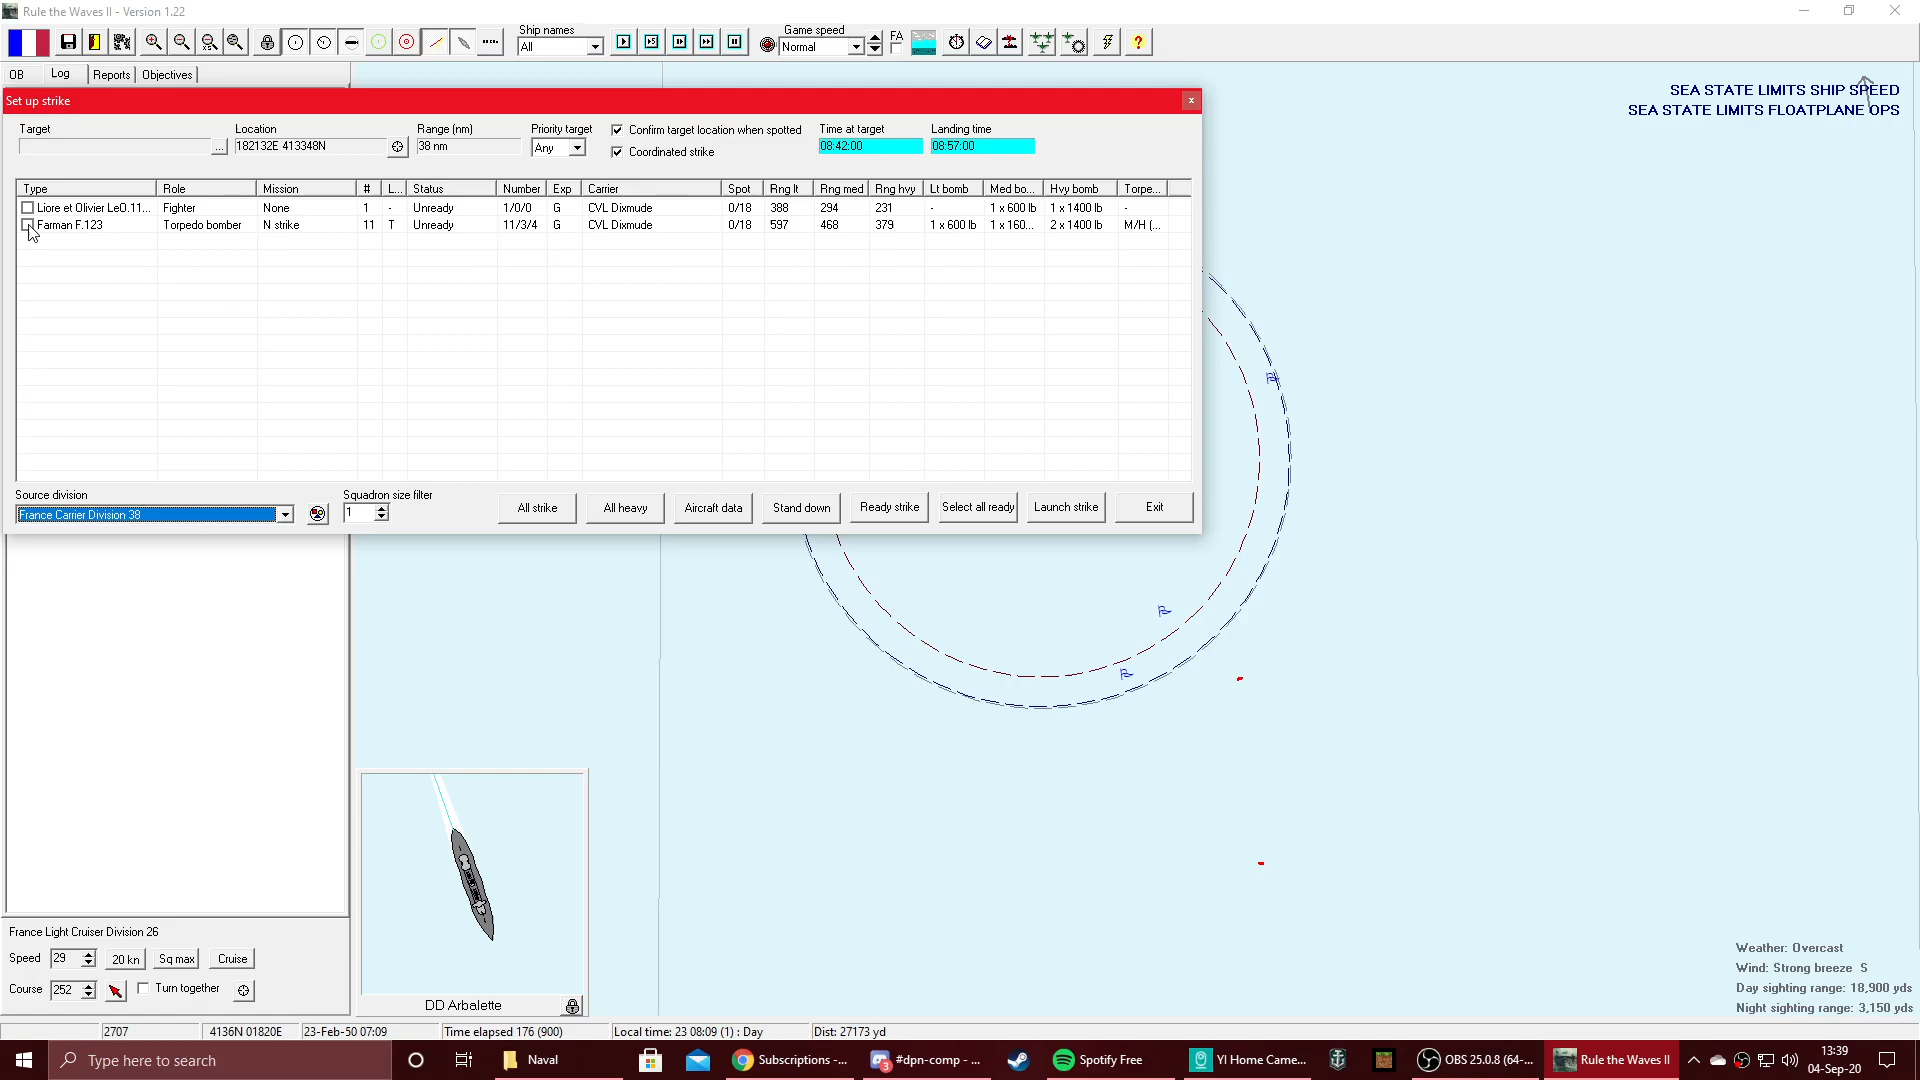 Rule the Waves II - Version 1.22
Ship names
All
Game speed
Normal
FA
OB
Log
Reports
Objectives
SEA STATE LIMITS SHIP SPEED
SEA STATE LIMITS FLOATPLANE OPS
Set up strike
Target
Location
Range (nm)
Priority target
Confirm target location when spotted
Time at target
Landing time
...
182132E 413348N
38 nm
Any
Coordinated strike
08:42:00
08:57:00
Type Role Mission # L... Status Number Exp Carrier Spot Rng lt Rng med Rng hvy Lt bomb Med bo... Hvy bomb Torpe...
Liore et Olivier LeO.11... Fighter None 1 - Unready 1/0/0 G CVL Dixmude 0/18 388 294 231 - 1 x 600 lb 1 x 1400 lb -
Farman F.123 Torpedo bomber N strike 11 T Unready 11/3/4 G CVL Dixmude 0/18 597 468 379 1 x 600 lb 1 x 160... 2 x 1400 lb M/H (...
Source division
Squadron size filter
France Carrier Division 38
1
All strike
All heavy
Aircraft data
Stand down
Ready strike
Select all ready
Launch strike
Exit
France Light Cruiser Division 26
Speed 29 20 kn Sq max Cruise
Course 252 Turn together
DD Arbalette
Weather: Overcast
Wind: Strong breeze S
Day sighting range: 18,900 yds
Night sighting range: 3,150 yds
2707 4136N 01820E 23-Feb-50 07:09 Time elapsed 176 (900) Local time: 23 08:09 (1) : Day Dist: 27173 yd
Type here to search
Naval
Subscriptions -...
3
#dpn-comp - ...
Spotify Free
YI Home Came...
OBS 25.0.8 (64-...
Rule the Waves II
13:39
04-Sep-20